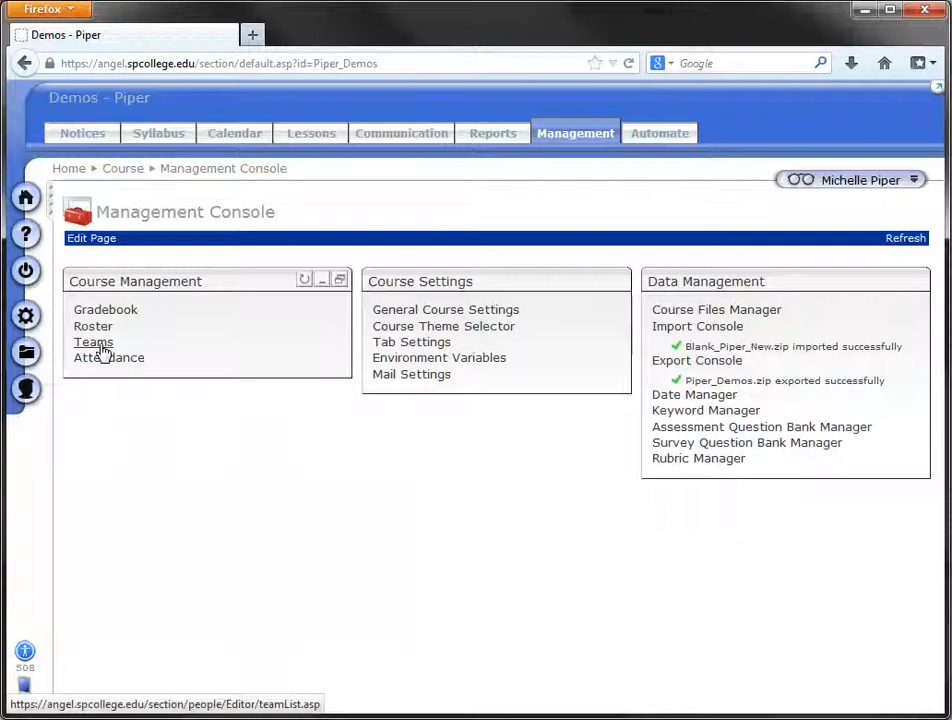 Firefox
Demos - Piper
https://angel.spcollege.edu/section/default.asp?id=Piper_Demos
Google
Demos - Piper
Notices Syllabus Calendar Lessons Communication Reports Management Automate
Home Course Management Console
Michelle Piper
Management Console
Edit Page Refresh
Course Management
Gradebook
Roster
Teams
Attendance
Course Settings
General Course Settings
Course Theme Selector
Tab Settings
Environment Variables
Mail Settings
Data Management
Course Files Manager
Import Console
Blank_Piper_New.zip imported successfully
Export Console
Piper_Demos.zip exported successfully
Date Manager
Keyword Manager
Assessment Question Bank Manager
Survey Question Bank Manager
Rubric Manager
508
https://angel.spcollege.edu/section/people/Editor/teamList.asp